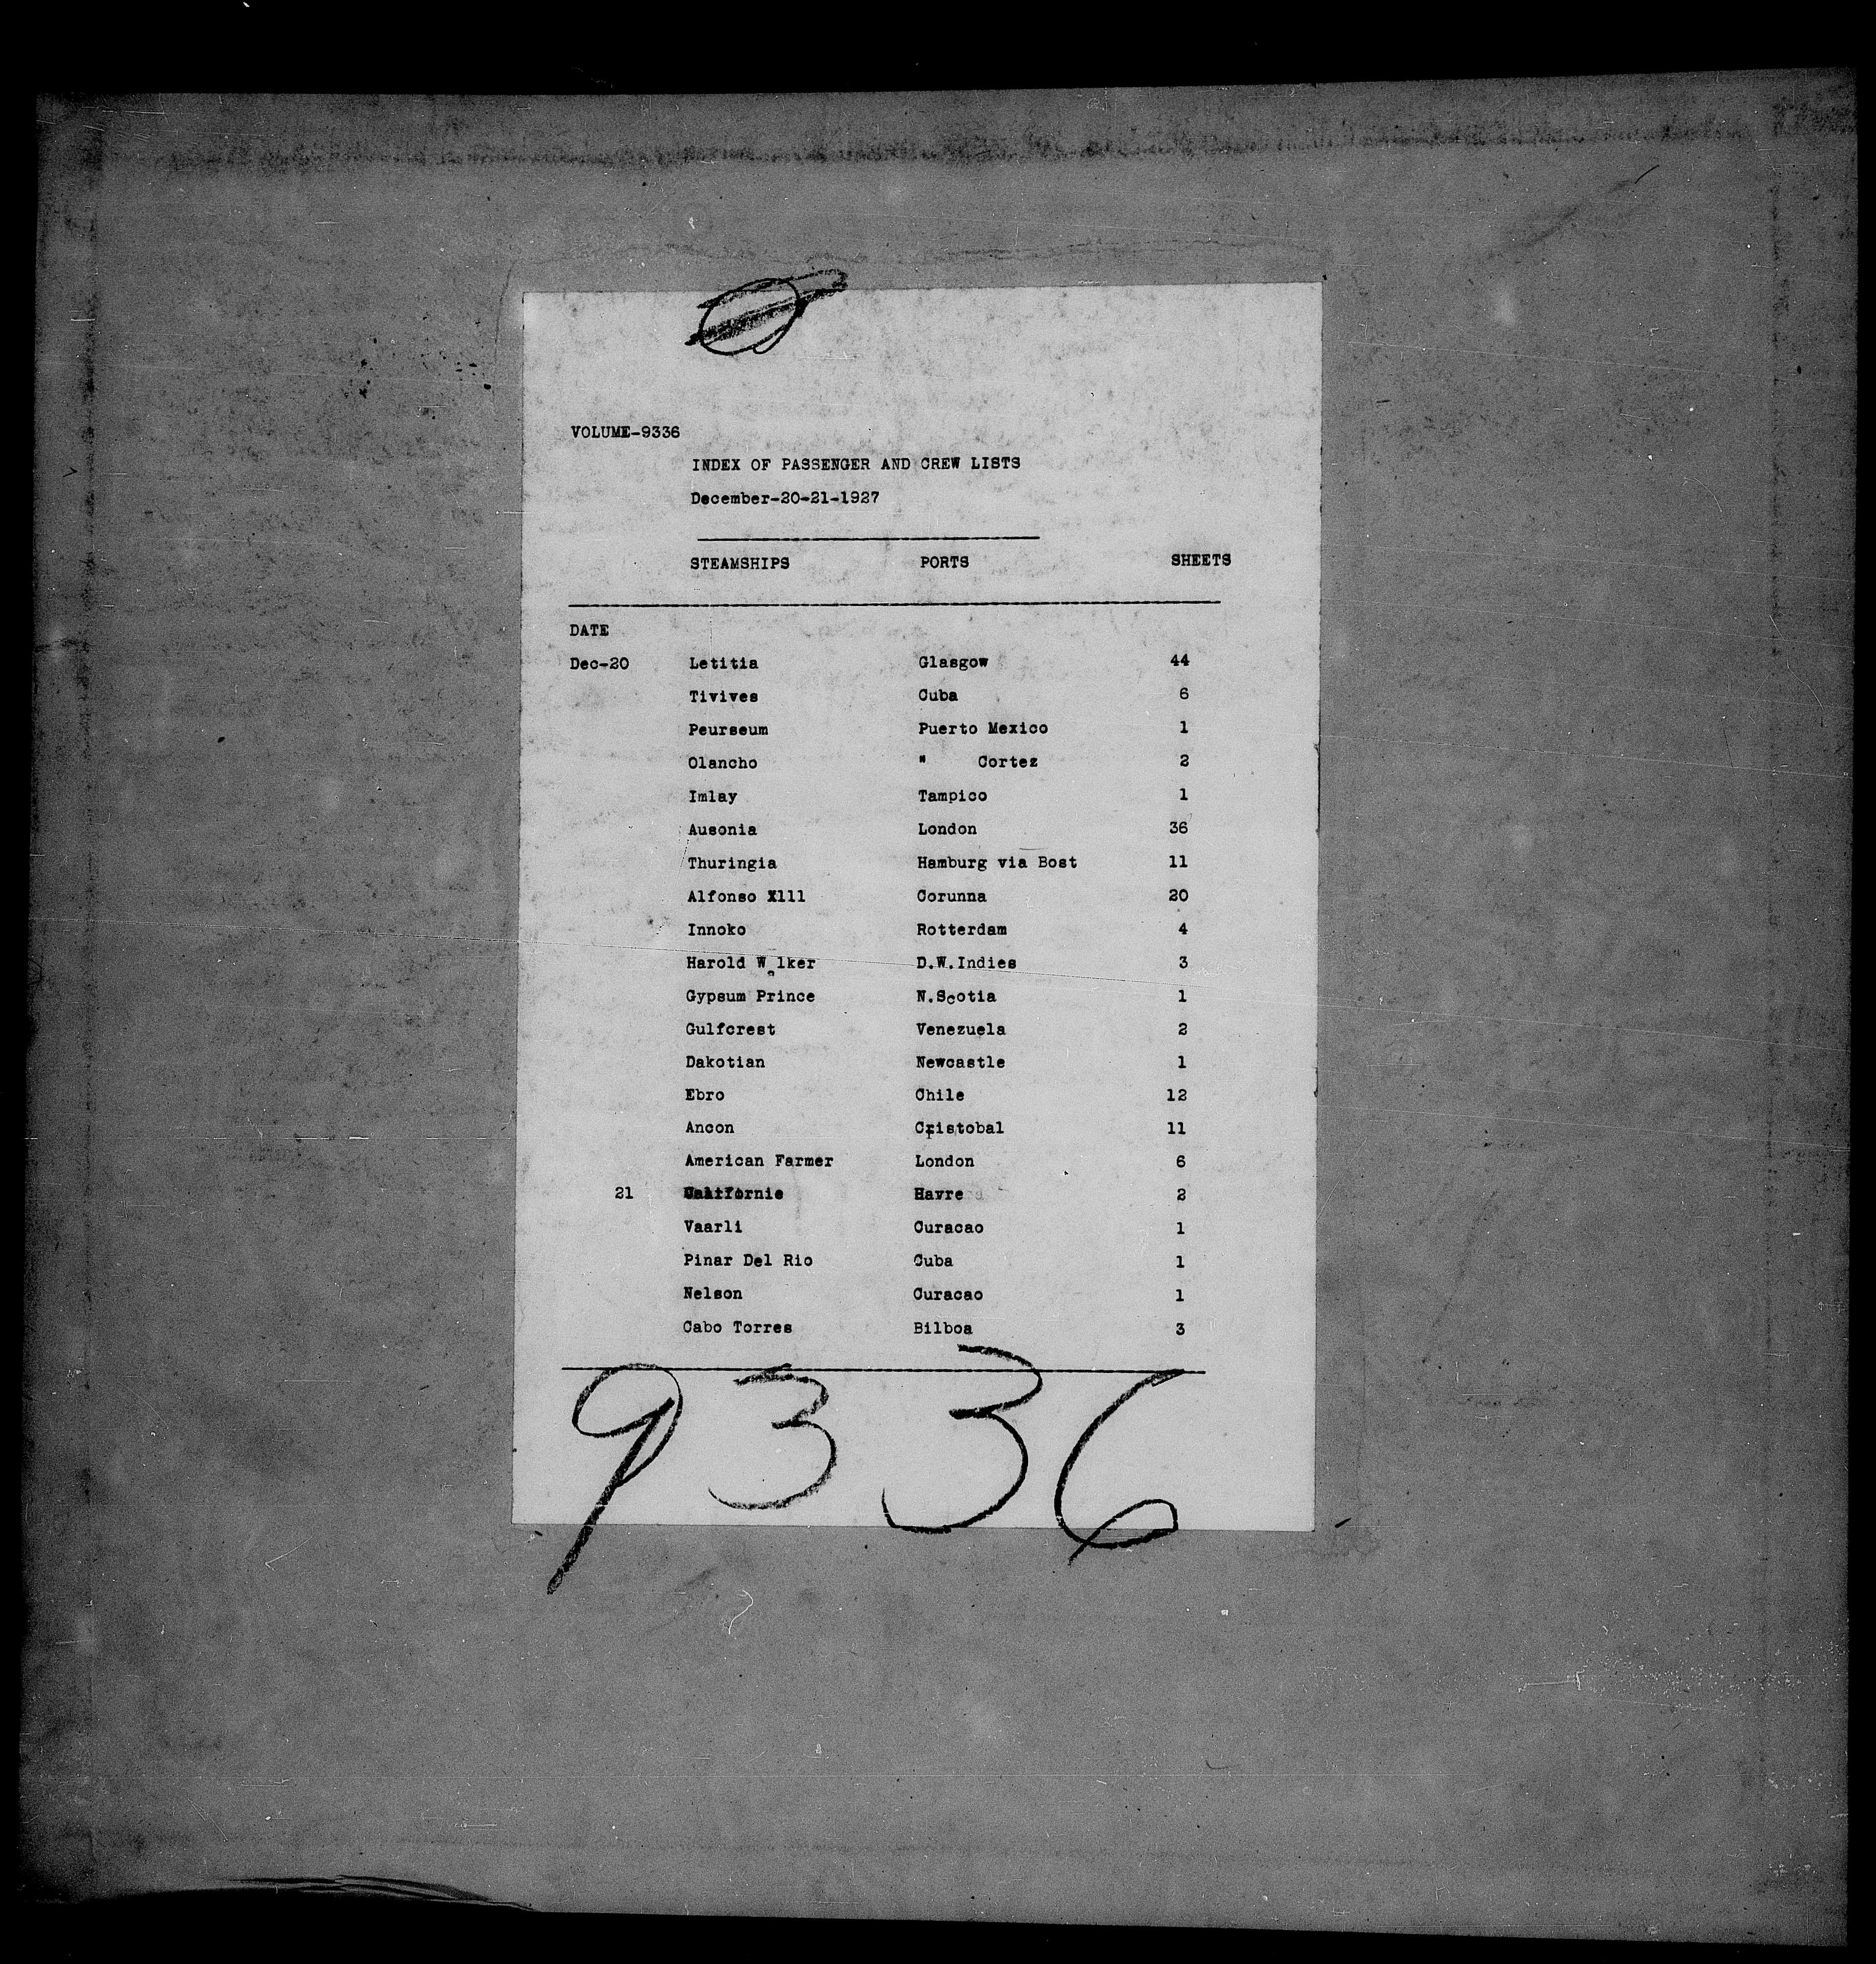 VOLUME-9336
INDEX OF PASSENGER AND CREW LISTS
December-20-21-1927
STEAMSHIPS PORTS SHEETS
DATE
Dec-20 Letitia Glasgow 44
Tivives Cuba 6
Peurseum Puerto Mexico 1
Olancho " Cortez 2
Imlay Tampico 1
Ausonia London 36
Thuringia Hamburg via Bost 11
Alfonso X111 Corunna 20
Innoko Rotterdam 4
Harold Walker D.W.Indies 3
Gypsum Prince N.Scotia 1
Gulfcrest Venezuela 2
Dakotian Newcastle 1
Ebro Chile 12
Ancon Cristobal 11
American Farmer London 6
21 Californie Havre 2
Vaarli Curacao 1
Pinar Del Rio Cuba 1
Nelson Curacao 1
Cabo Torres Bilboa 3
9336